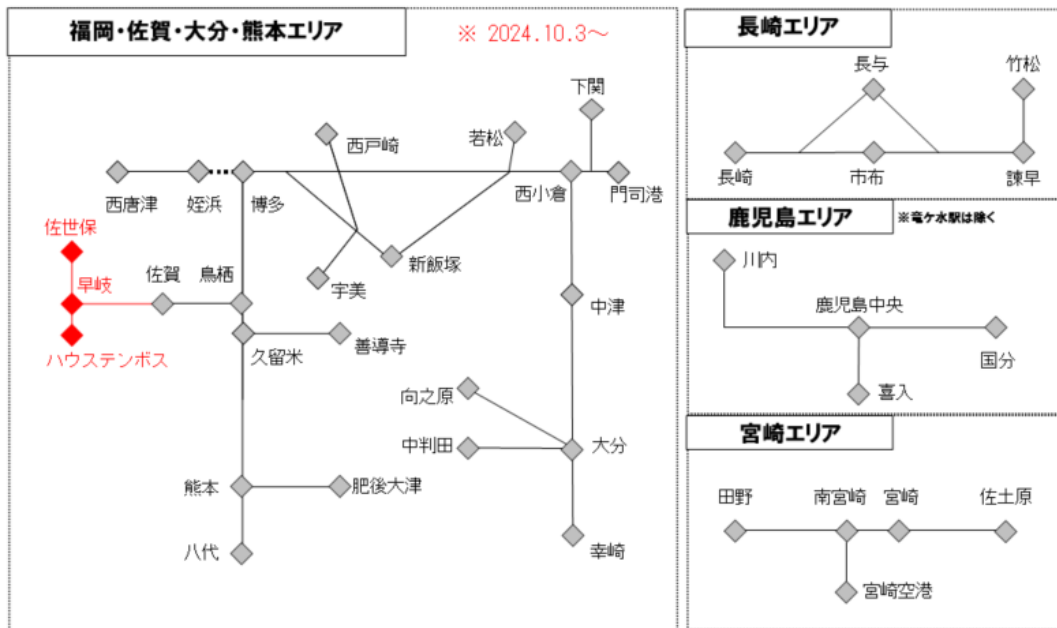 福岡・佐賀・大分・熊本エリア
※ 2024.10.3～
下関
西戸崎
若松
西唐津
姪浜
博多
西小倉
門司港
佐世保
新飯塚
早岐
佐賀
鳥栖
宇美
中津
ハウステンボス
久留米
善導寺
向之原
中判田
大分
熊本
肥後大津
八代
幸崎
長崎エリア
長与
竹松
長崎
市布
諫早
鹿児島エリア
※竜ケ水駅は除く
川内
鹿児島中央
国分
喜入
宮崎エリア
田野
南宮崎
宮崎
佐土原
宮崎空港